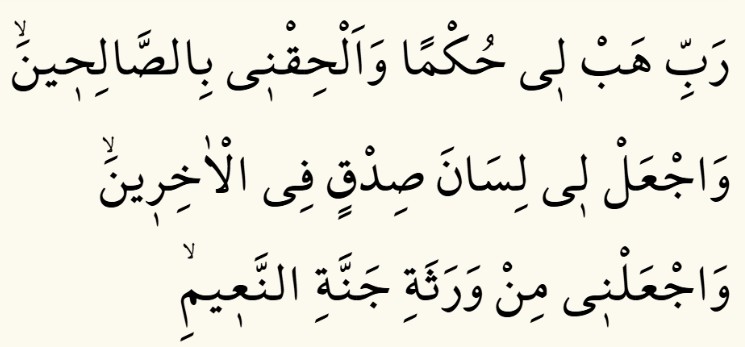 رَبِّ هَبْ ل۪ى حُكْمًا وَاَلْحِقْن۪ى بِالصَّالِح۪ينَۙ
وَاجْعَلْ ل۪ى لِسَانَ صِدْقٍ فِى الْاٰخِر۪ينَۙ
وَاجْعَلْن۪ى مِنْ وَرَثَةِ جَنَّةِ النَّع۪يمِۙ